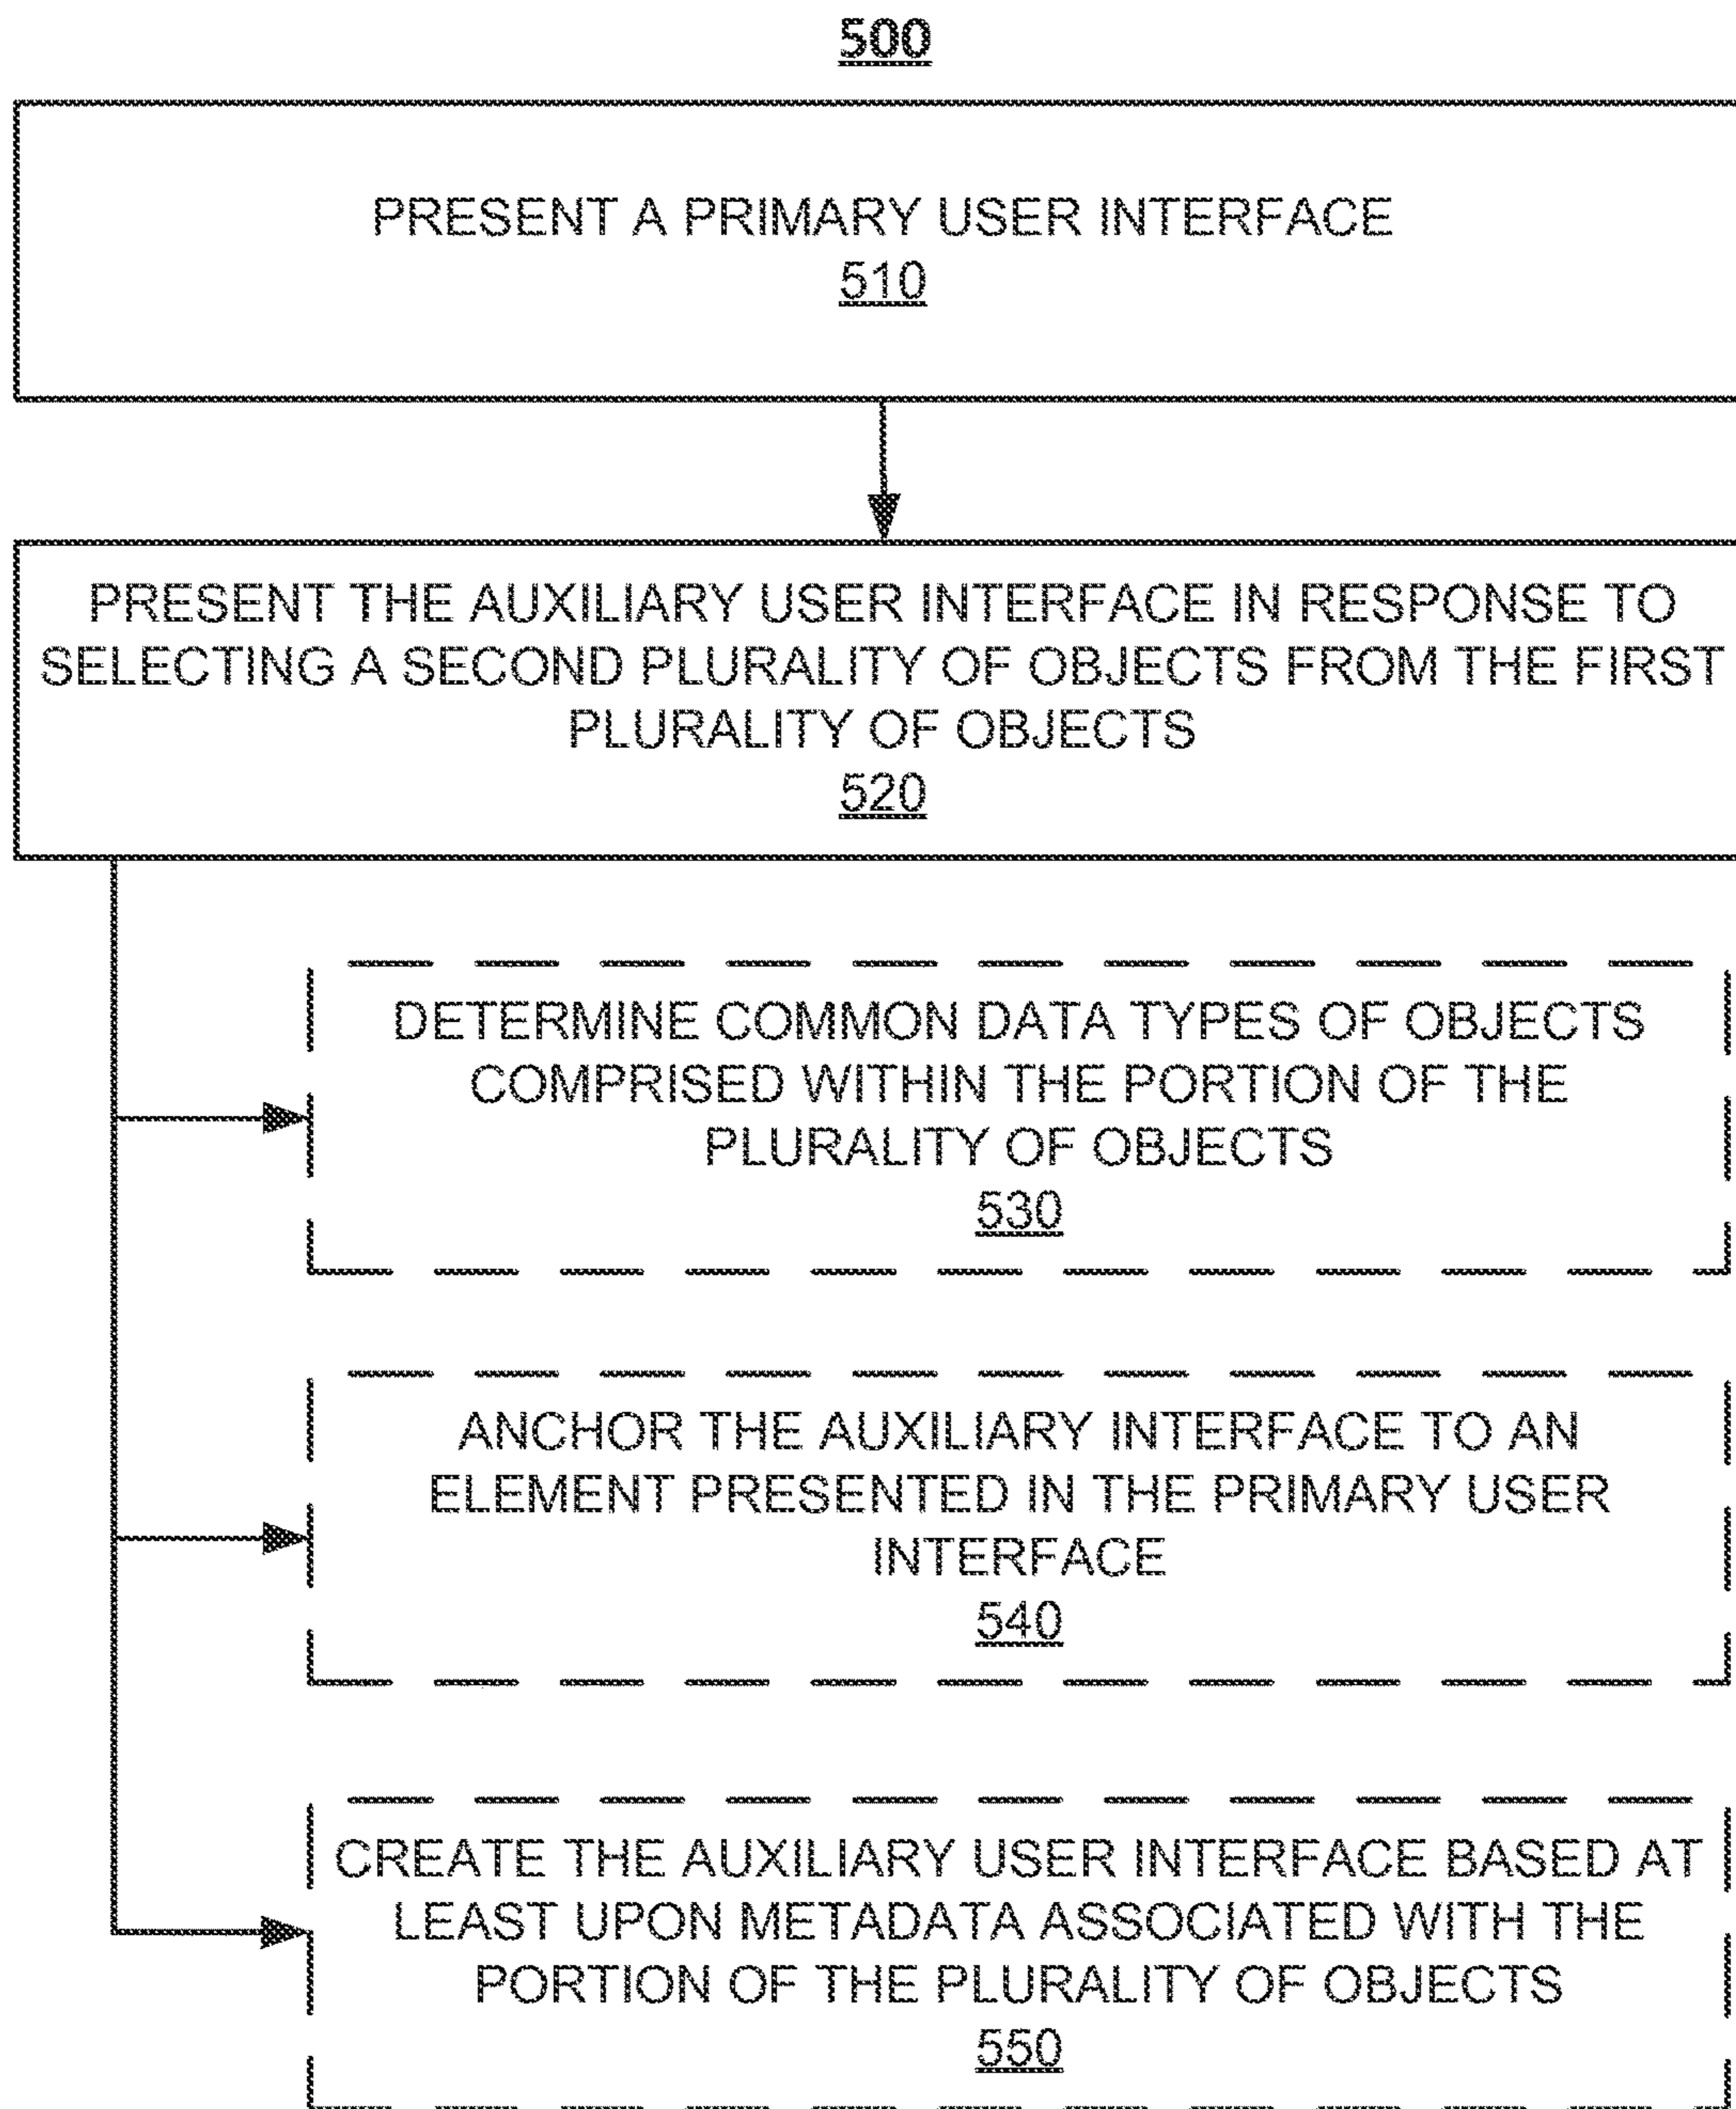 500
PRESENT A PRIMARY USER INTERFACE
510
PRESENT THE AUXILIARY USER INTERFACE IN RESPONSE TO
SELECTING A SECOND PLURALITY OF OBJECTS FROM THE FIRST
PLURALITY OF OBJECTS
520
DETERMINE COMMON DATA TYPES OF OBJECTS
COMPRISED WITHIN THE PORTION OF THE
PLURALITY OF OBJECTS
530
ANCHOR THE AUXILIARY INTERFACE TO AN
ELEMENT PRESENTED IN THE PRIMARY USER
INTERFACE
540
CREATE THE AUXILIARY USER INTERFACE BASED AT
LEAST UPON METADATA ASSOCIATED WITH THE
PORTION OF THE PLURALITY OF OBJECTS
550